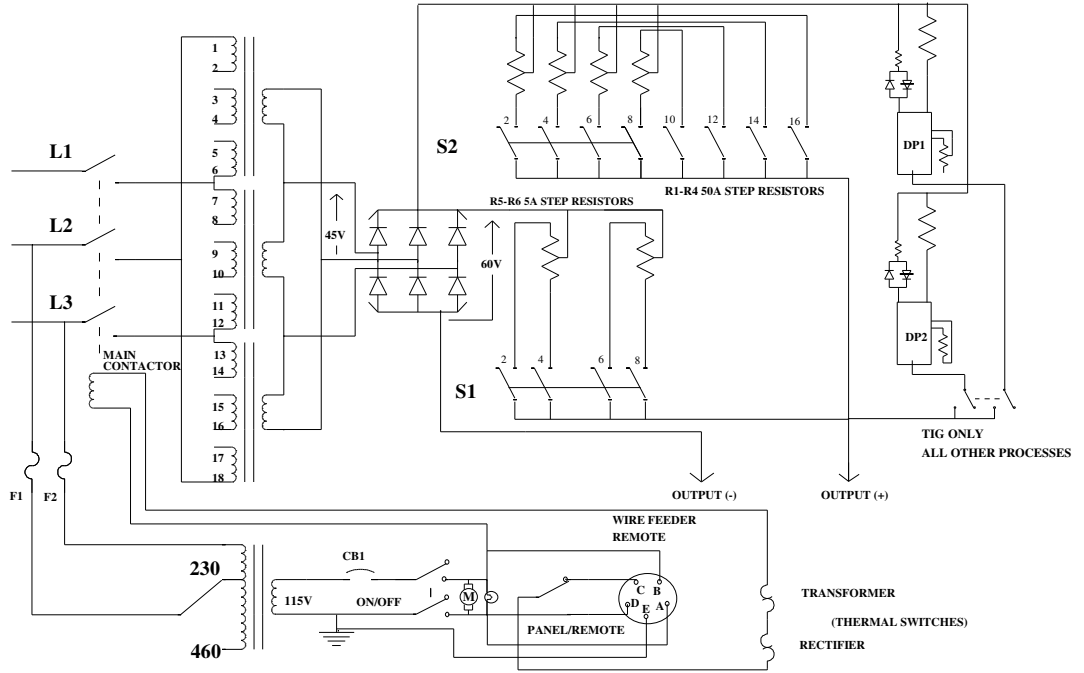 1
2
3
4
5
6
7
8
9
10
11
12
13
14
15
16
17
18
L1
L2
L3
MAIN
CONTACTOR
45V
60V
S2
2 4 6 8 10 12 14 16
R1-R4 50A STEP RESISTORS
R5-R6 5A STEP RESISTORS
S1
2 4 6 8
DP1
DP2
TIG ONLY
ALL OTHER PROCESSES
OUTPUT (-)
OUTPUT (+)
F1
F2
WIRE FEEDER
REMOTE
230
460
115V
CB1
ON/OFF
M
PANEL/REMOTE
C B
D E A
TRANSFORMER
(THERMAL SWITCHES)
RECTIFIER